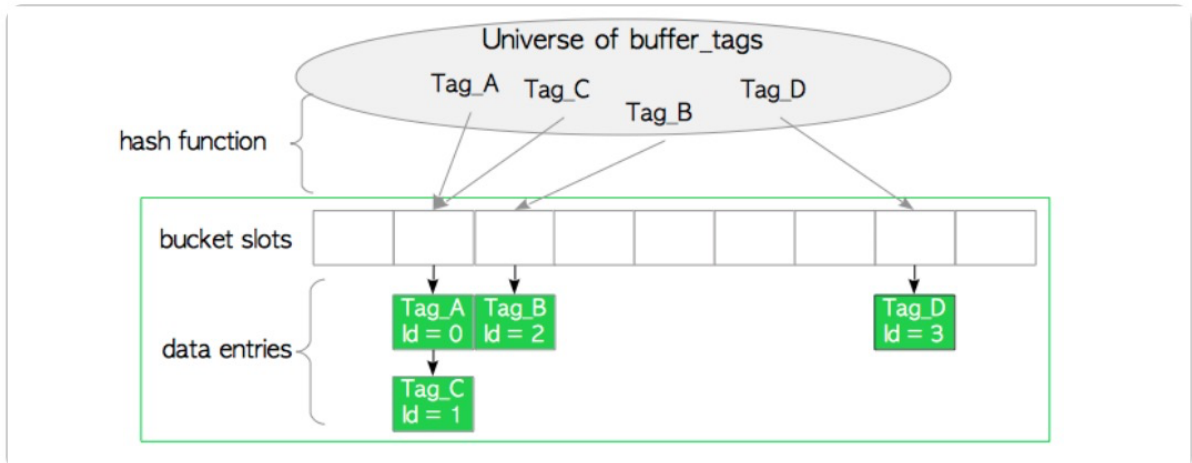 Universe of buffer_tags
Tag_A
Tag_C
Tag_B
Tag_D
hash function
bucket slots
data entries
Tag_A
Id = 0
Tag_B
Id = 2
Tag_D
Id = 3
Tag_C
Id = 1